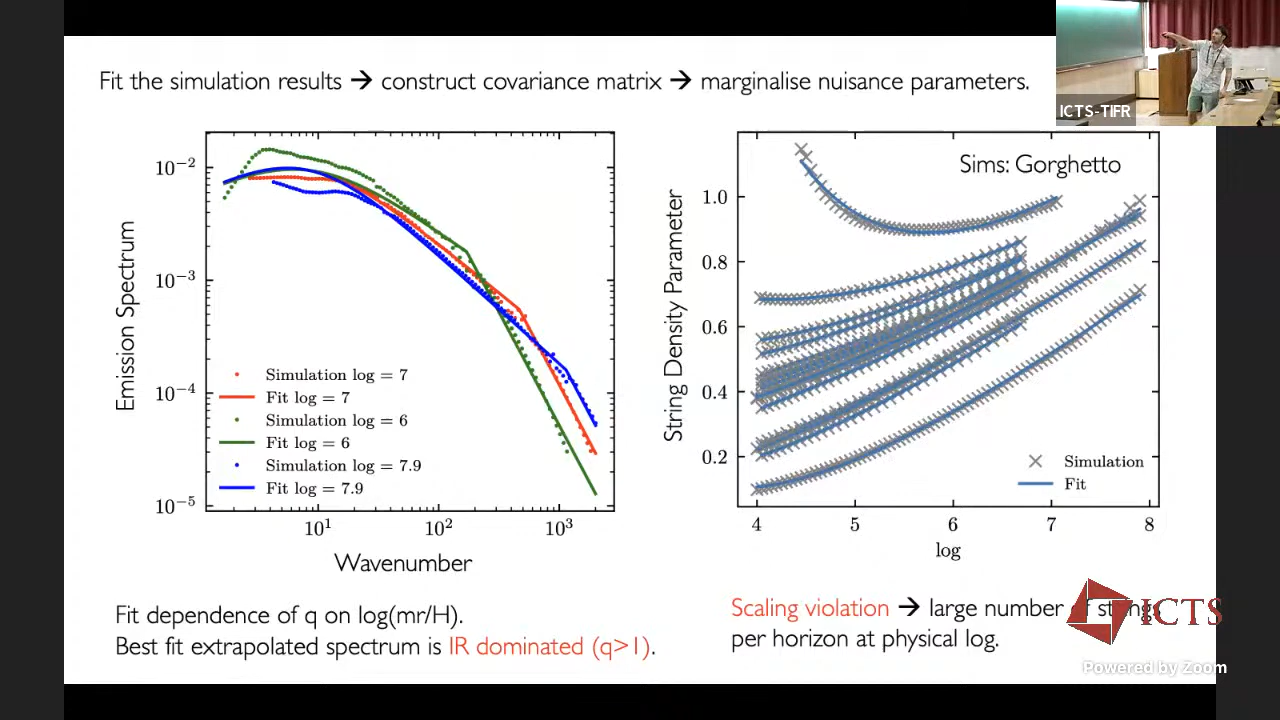 Fit the simulation results → construct covariance matrix → marginalise nuisance parameters.
ICTS-TIFR
Emission Spectrum
10⁻²
10⁻³
10⁻⁴
10⁻⁵
Simulation log = 7
Fit log = 7
Simulation log = 6
Fit log = 6
Simulation log = 7.9
Fit log = 7.9
10¹ 10² 10³
Wavenumber
Sims: Gorghetto
String Density Parameter
1.0
0.8
0.6
0.4
0.2
Simulation
Fit
4 5 6 7 8
log
Fit dependence of q on log(mr/H).
Best fit extrapolated spectrum is IR dominated (q>1).
Scaling violation → large number of strings
per horizon at physical log.
ICTS
Powered by Zoom